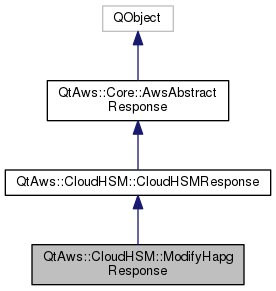 QObject
QtAws::Core::AwsAbstract
Response
QtAws::CloudHSM::CloudHSMResponse
QtAws::CloudHSM::ModifyHapg
Response